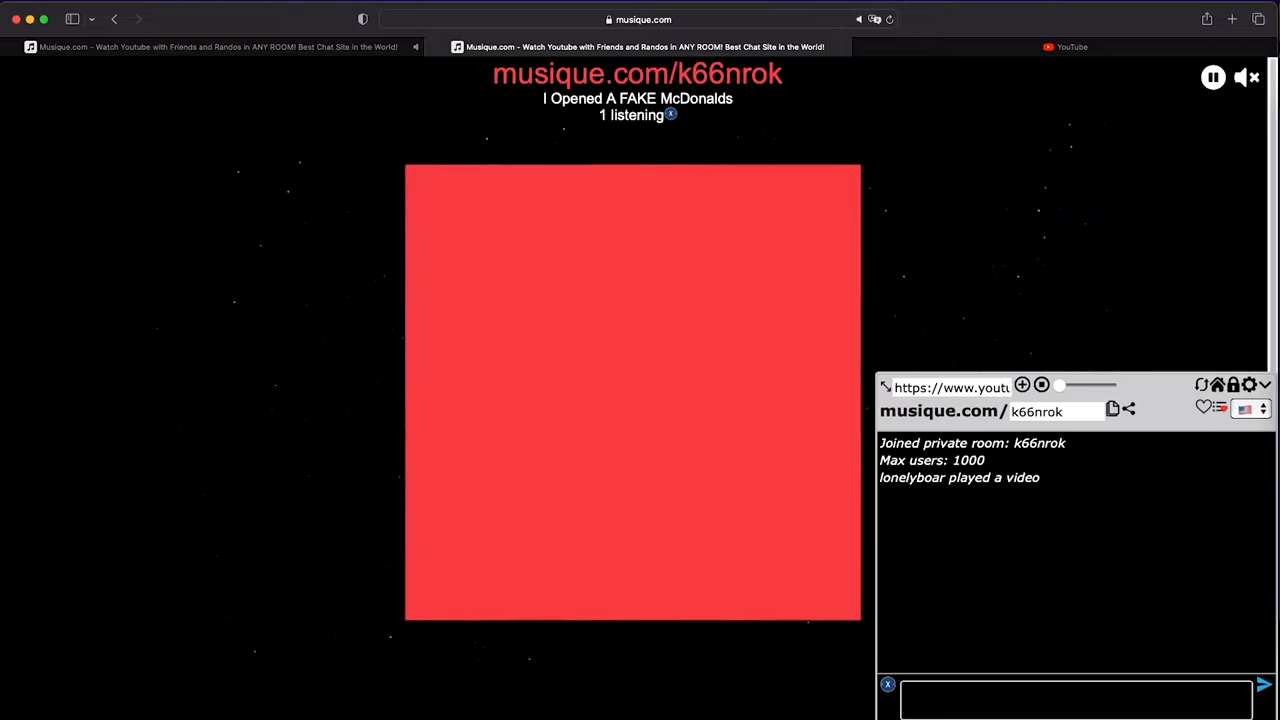 musique.com
Musique.com - Watch Youtube with Friends and Randos in ANY ROOM! Best Chat Site in the World!
Musique.com - Watch Youtube with Friends and Randos in ANY ROOM! Best Chat Site in the World!
YouTube
musique.com/k66nrok
I Opened A FAKE McDonalds
1 listening
X
https://www.youtu
musique.com/ k66nrok
Joined private room: k66nrok
Max users: 1000
lonelyboar played a video
X